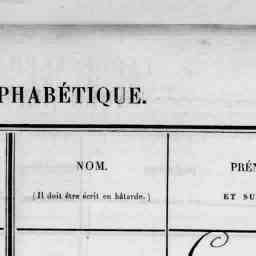 PHABÉTIQUE.
NOM. PRÉN
(Il doit être écrit en bâtarde.) ET SU